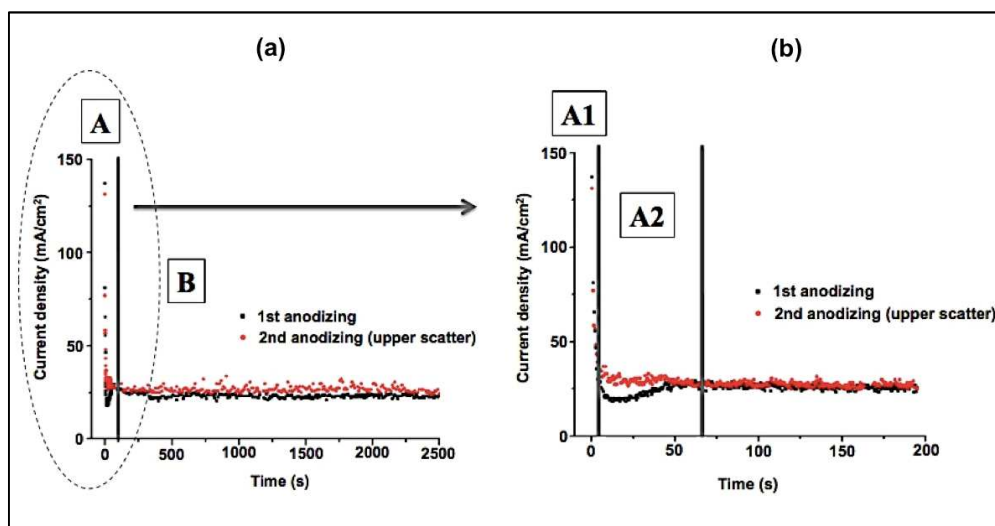 (a)
A
150
100
50
25
0
Current density (mA/cm²)
B
1st anodizing
2nd anodizing (upper scatter)
0
500
1000
1500
2000
2500
Time (s)
(b)
A1
A2
150
100
50
0
Current density (mA/cm²)
1st anodizing
2nd anodizing (upper scatter)
0
50
100
150
200
Time (s)